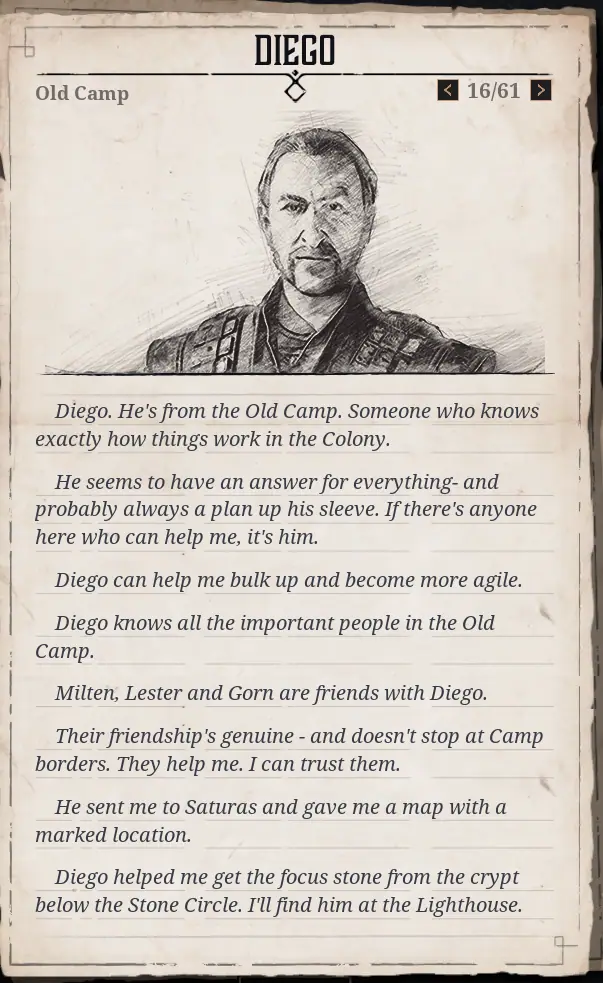 DIEGO
Old Camp
< 16/61 >
Diego. He's from the Old Camp. Someone who knows
exactly how things work in the Colony.
He seems to have an answer for everything- and
probably always a plan up his sleeve. If there's anyone
here who can help me, it's him.
Diego can help me bulk up and become more agile.
Diego knows all the important people in the Old
Camp.
Milten, Lester and Gorn are friends with Diego.
Their friendship's genuine - and doesn't stop at Camp
borders. They help me. I can trust them.
He sent me to Saturas and gave me a map with a
marked location.
Diego helped me get the focus stone from the crypt
below the Stone Circle. I'll find him at the Lighthouse.